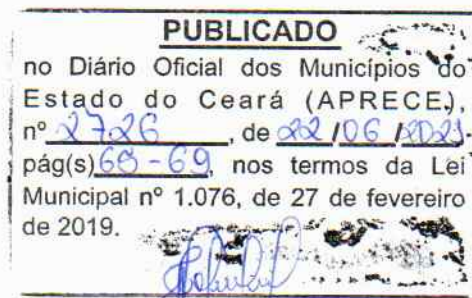 PUBLICADO
no Diário Oficial dos Municípios do
Estado do Ceará (APRECE),
nº 2726, de 22/06/2021
pág(s) 68-69, nos termos da Lei
Municipal nº 1.076, de 27 de fevereiro
de 2019.